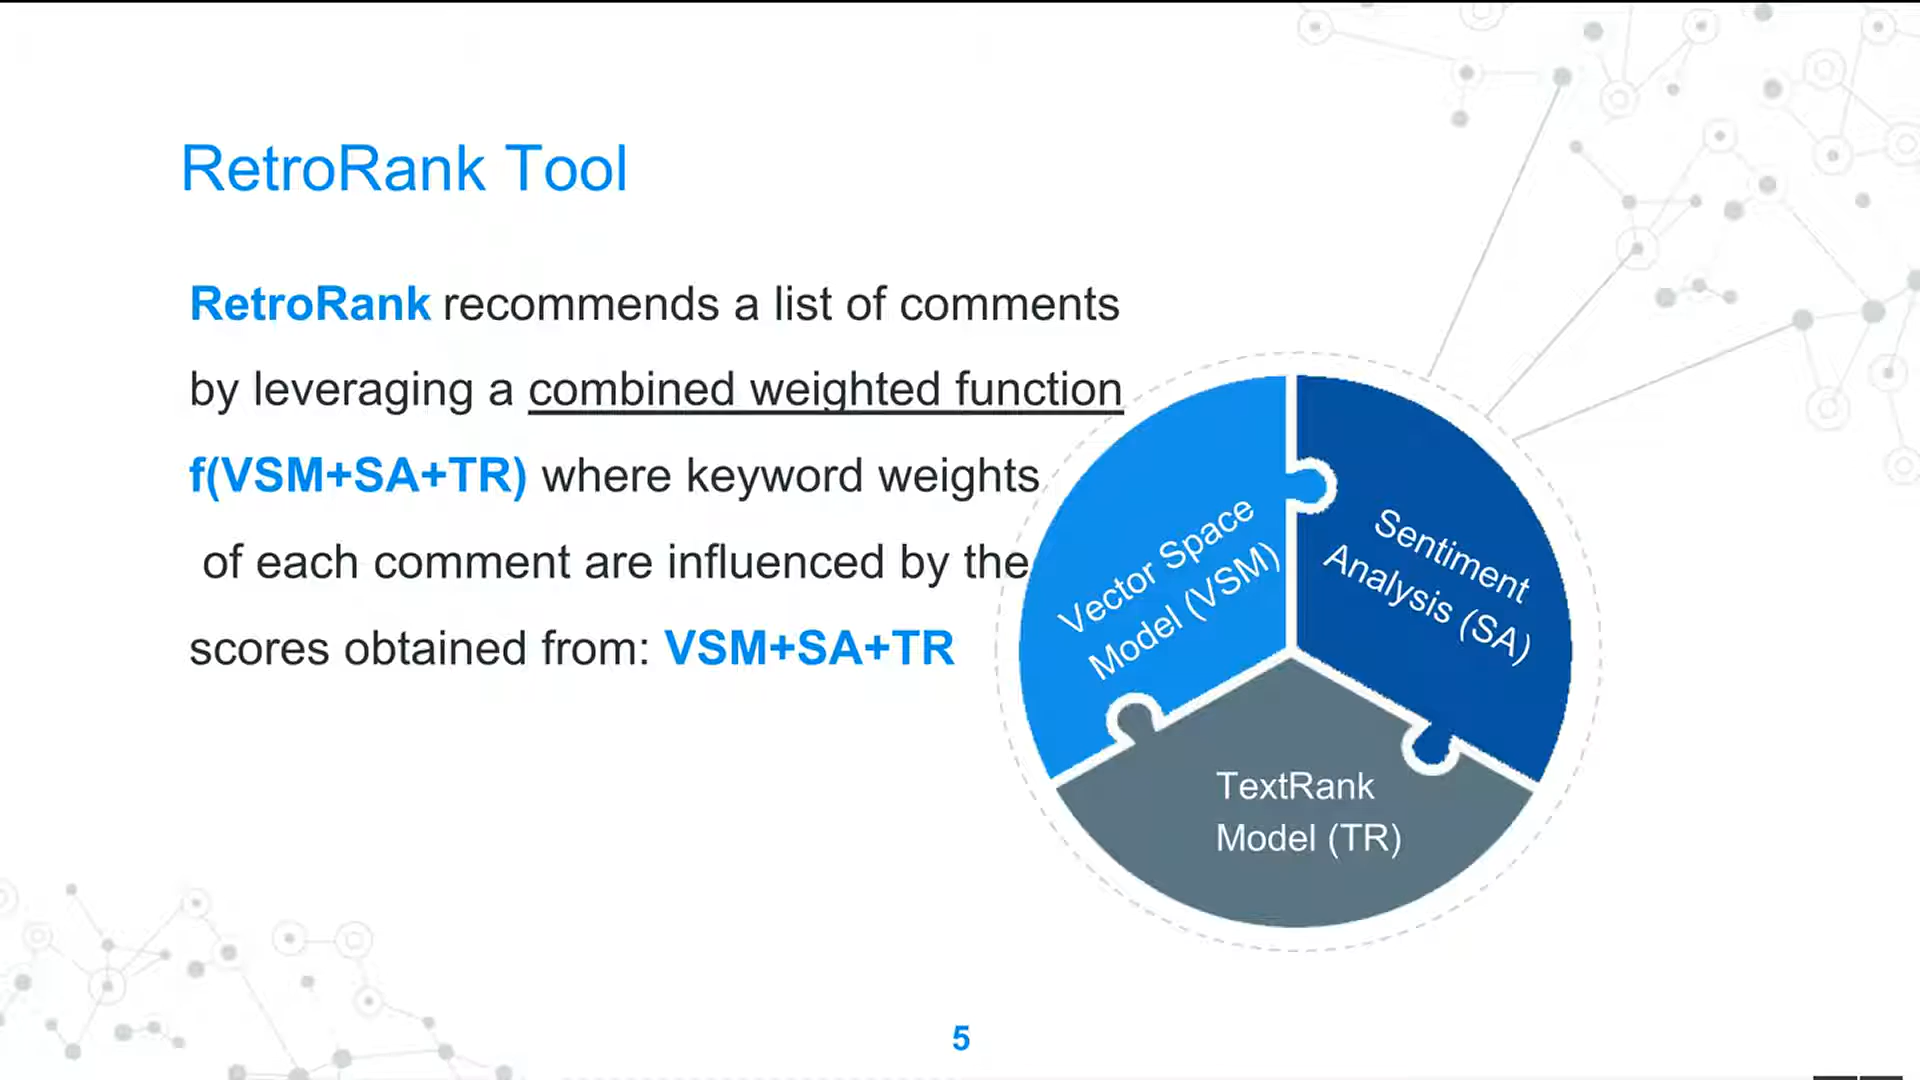 RetroRank Tool
RetroRank recommends a list of comments
by leveraging a combined weighted function
f(VSM+SA+TR) where keyword weights
of each comment are influenced by the
scores obtained from: VSM+SA+TR
Vector Space
Model (VSM)
Sentiment
Analysis (SA)
TextRank
Model (TR)
5